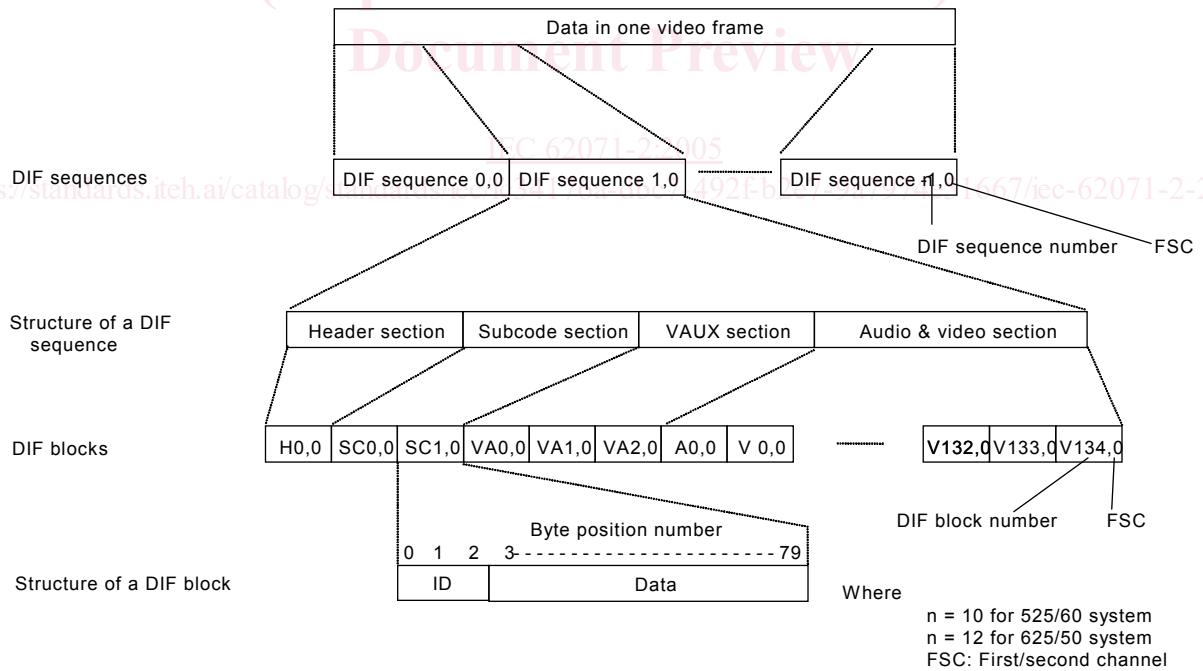 Document Preview
Data in one video frame
IEC 62071-2:2005
DIF sequences
DIF sequence 0,0 DIF sequence 1,0 DIF sequence n-1,0
DIF sequence number FSC
Structure of a DIF
sequence
Header section Subcode section VAUX section Audio & video section
DIF blocks
H0,0 SC0,0 SC1,0 VA0,0 VA1,0 VA2,0 A0,0 V 0,0 V132,0 V133,0 V134,0
DIF block number FSC
Byte position number
0 1 2 3 79
Structure of a DIF block
ID Data
Where
n = 10 for 525/60 system
n = 12 for 625/50 system
FSC: First/second channel